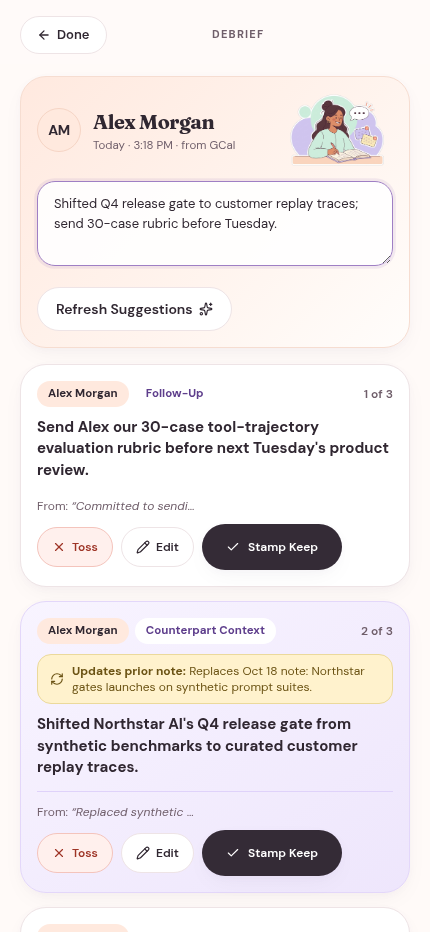 Done
DEBRIEF
AM
Alex Morgan
Today · 3:18 PM · from GCal
Shifted Q4 release gate to customer replay traces;
send 30-case rubric before Tuesday.
Refresh Suggestions
Alex Morgan Follow-Up 1 of 3
Send Alex our 30-case tool-trajectory
evaluation rubric before next Tuesday's product
review.
From: “Committed to sendi…
Toss Edit Stamp Keep
Alex Morgan Counterpart Context 2 of 3
Updates prior note: Replaces Oct 18 note: Northstar
gates launches on synthetic prompt suites.
Shifted Northstar AI's Q4 release gate from
synthetic benchmarks to curated customer
replay traces.
From: “Replaced synthetic …
Toss Edit Stamp Keep